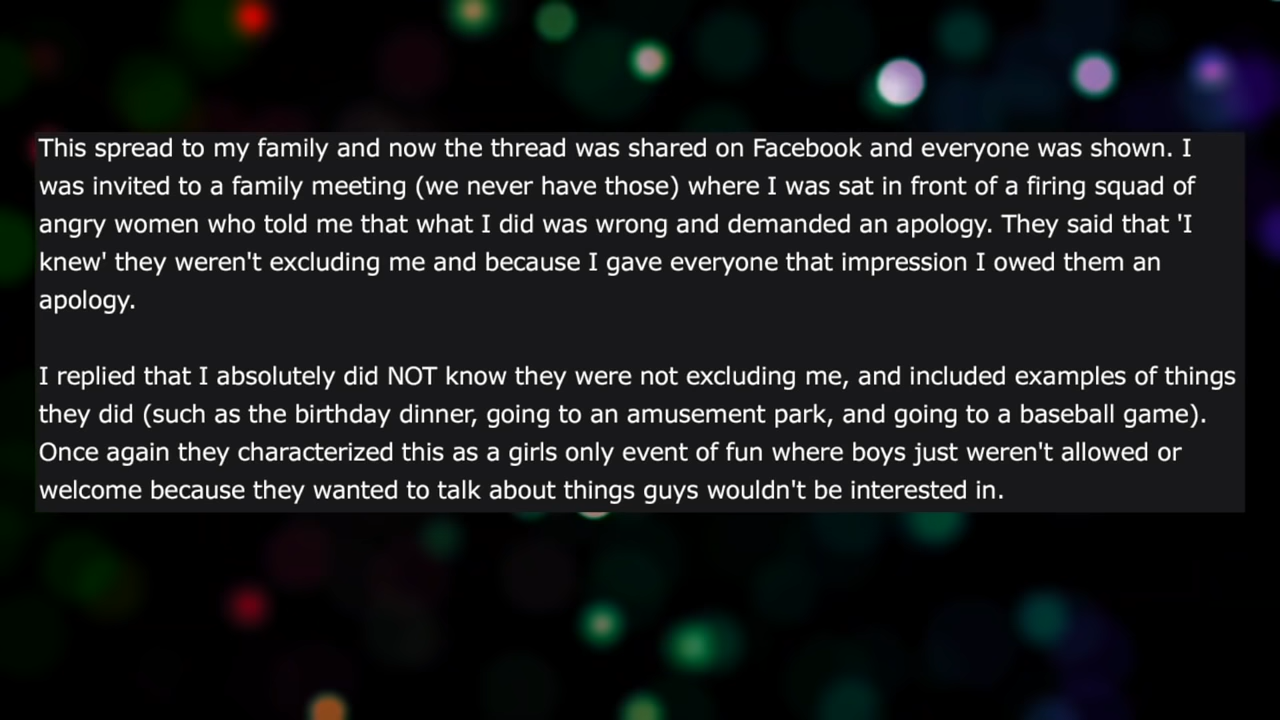 This spread to my family and now the thread was shared on Facebook and everyone was shown. I
was invited to a family meeting (we never have those) where I was sat in front of a firing squad of
angry women who told me that what I did was wrong and demanded an apology. They said that 'I
knew' they weren't excluding me and because I gave everyone that impression I owed them an
apology.

I replied that I absolutely did NOT know they were not excluding me, and included examples of things
they did (such as the birthday dinner, going to an amusement park, and going to a baseball game).
Once again they characterized this as a girls only event of fun where boys just weren't allowed or
welcome because they wanted to talk about things guys wouldn't be interested in.